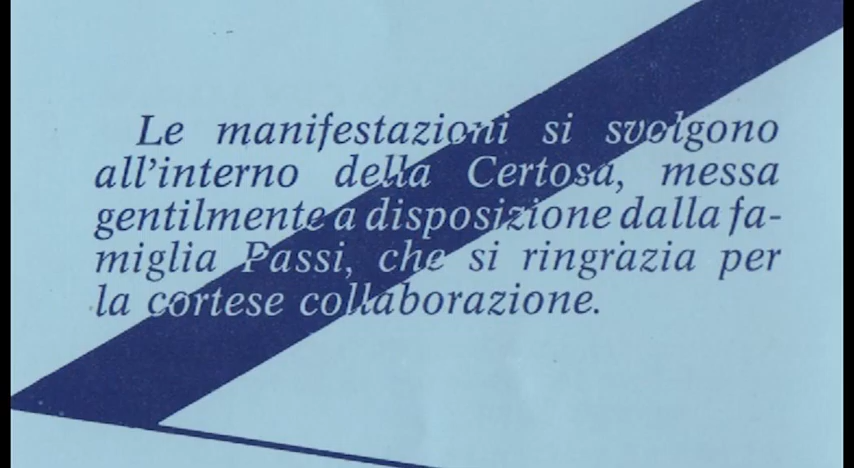 Le manifestazioni si svolgono
all'interno della Certosa, messa
gentilmente a disposizione dalla fa-
miglia Passi, che si ringrazia per
la cortese collaborazione.